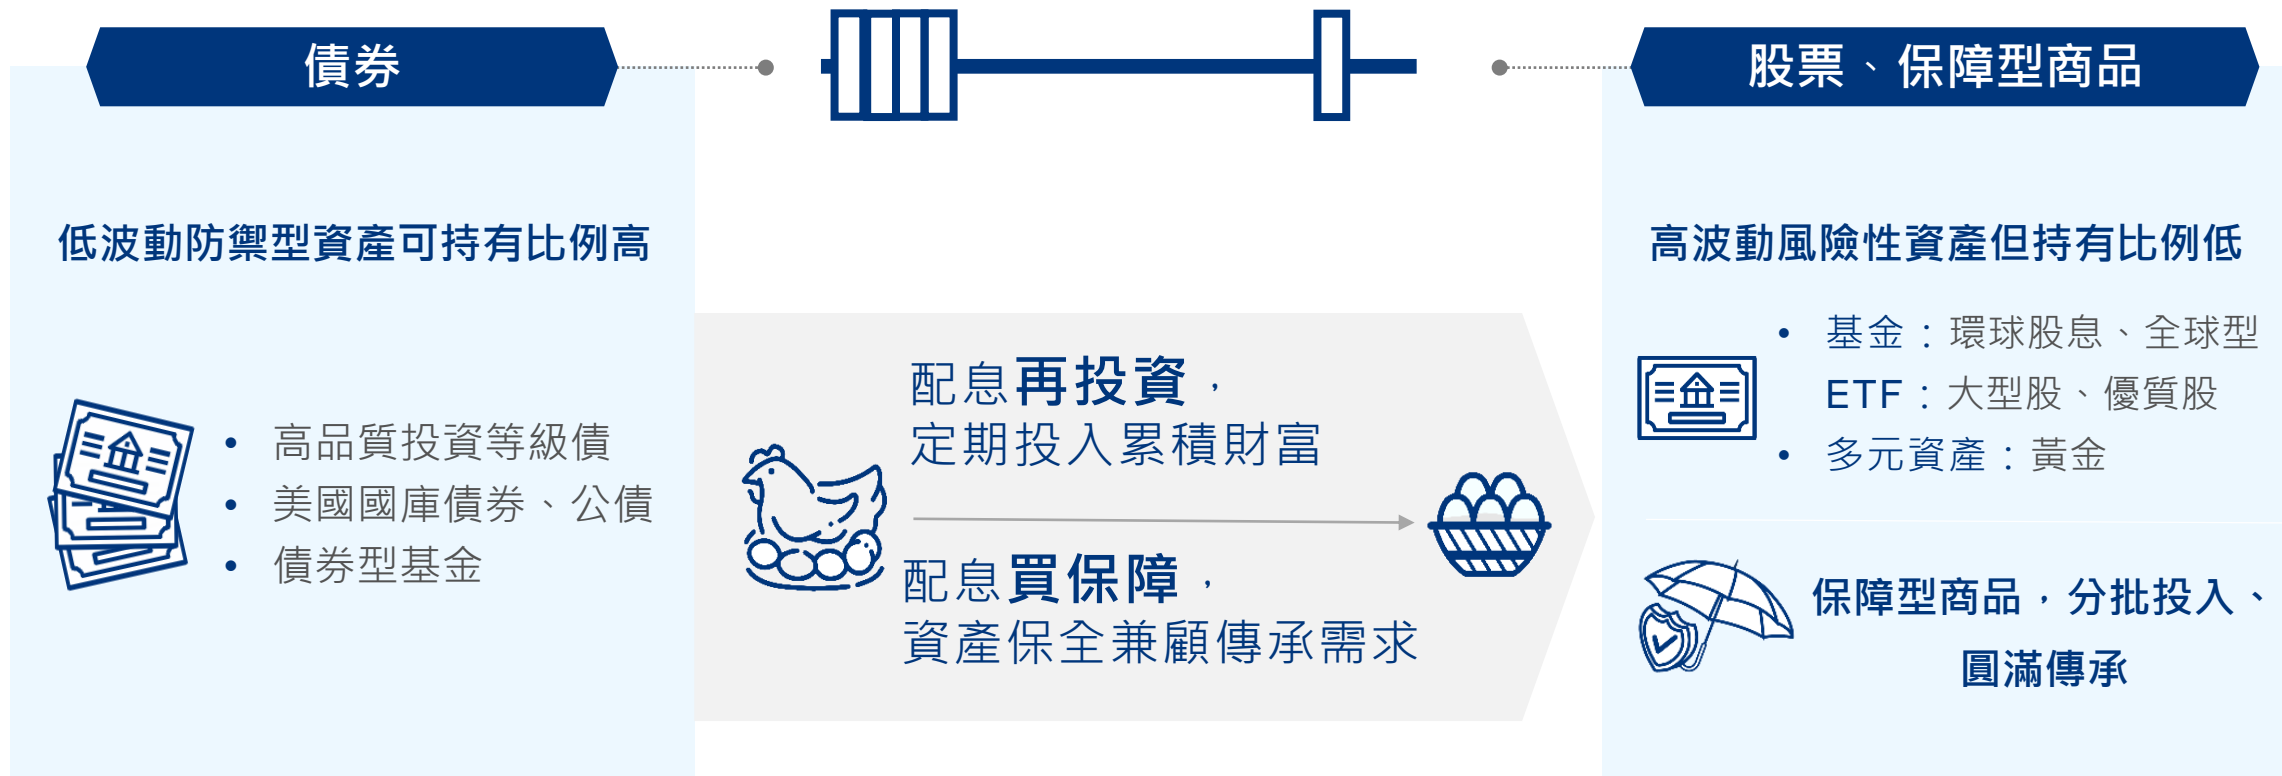 債券
低波動防禦型資產可持有比例高
• 高品質投資等級債
• 美國國庫債券、公債
• 債券型基金
配息再投資，
定期投入累積財富
配息買保障，
資產保全兼顧傳承需求
股票、保障型商品
高波動風險性資產但持有比例低
• 基金：環球股息、全球型
ETF：大型股、優質股
• 多元資產：黃金
保障型商品，分批投入、
圓滿傳承